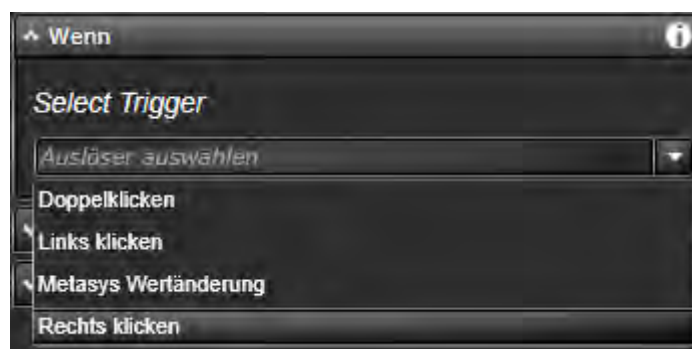 Wenn
Select Trigger
Auslöser auswählen
Doppelklicken
Links klicken
Metasys Wertänderung
Rechts klicken